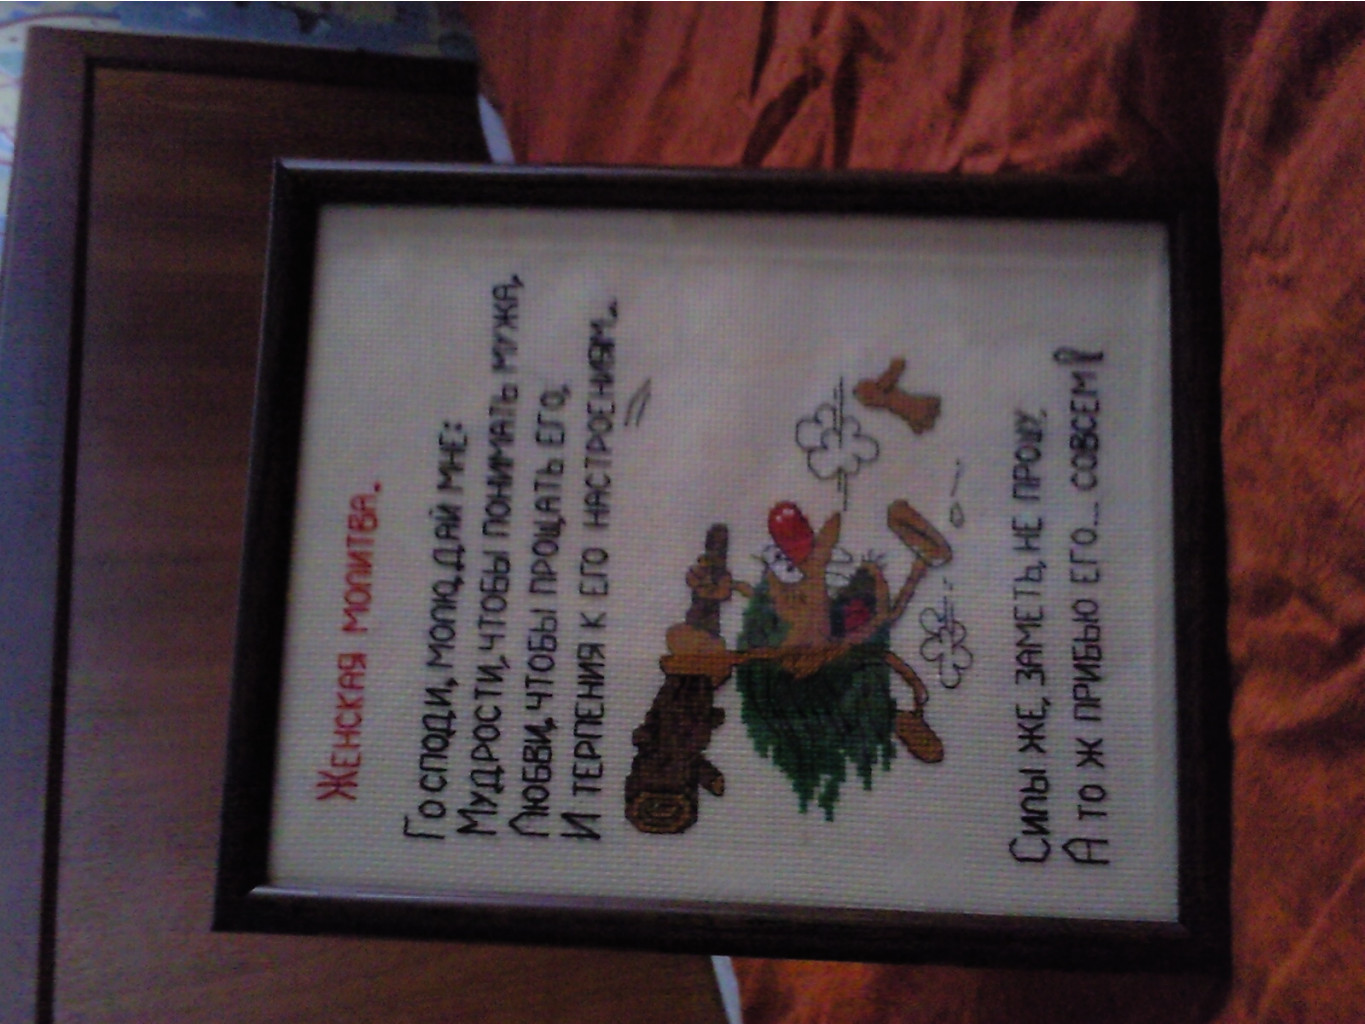 Женская молитва.
Господи, молю, дай мне:
Мудрости, чтобы понимать мужа,
Любви, чтобы прощать его,
И терпения к его настроениям...
Силы же, заметь, не прошу,
А то ж прибью его... совсем!